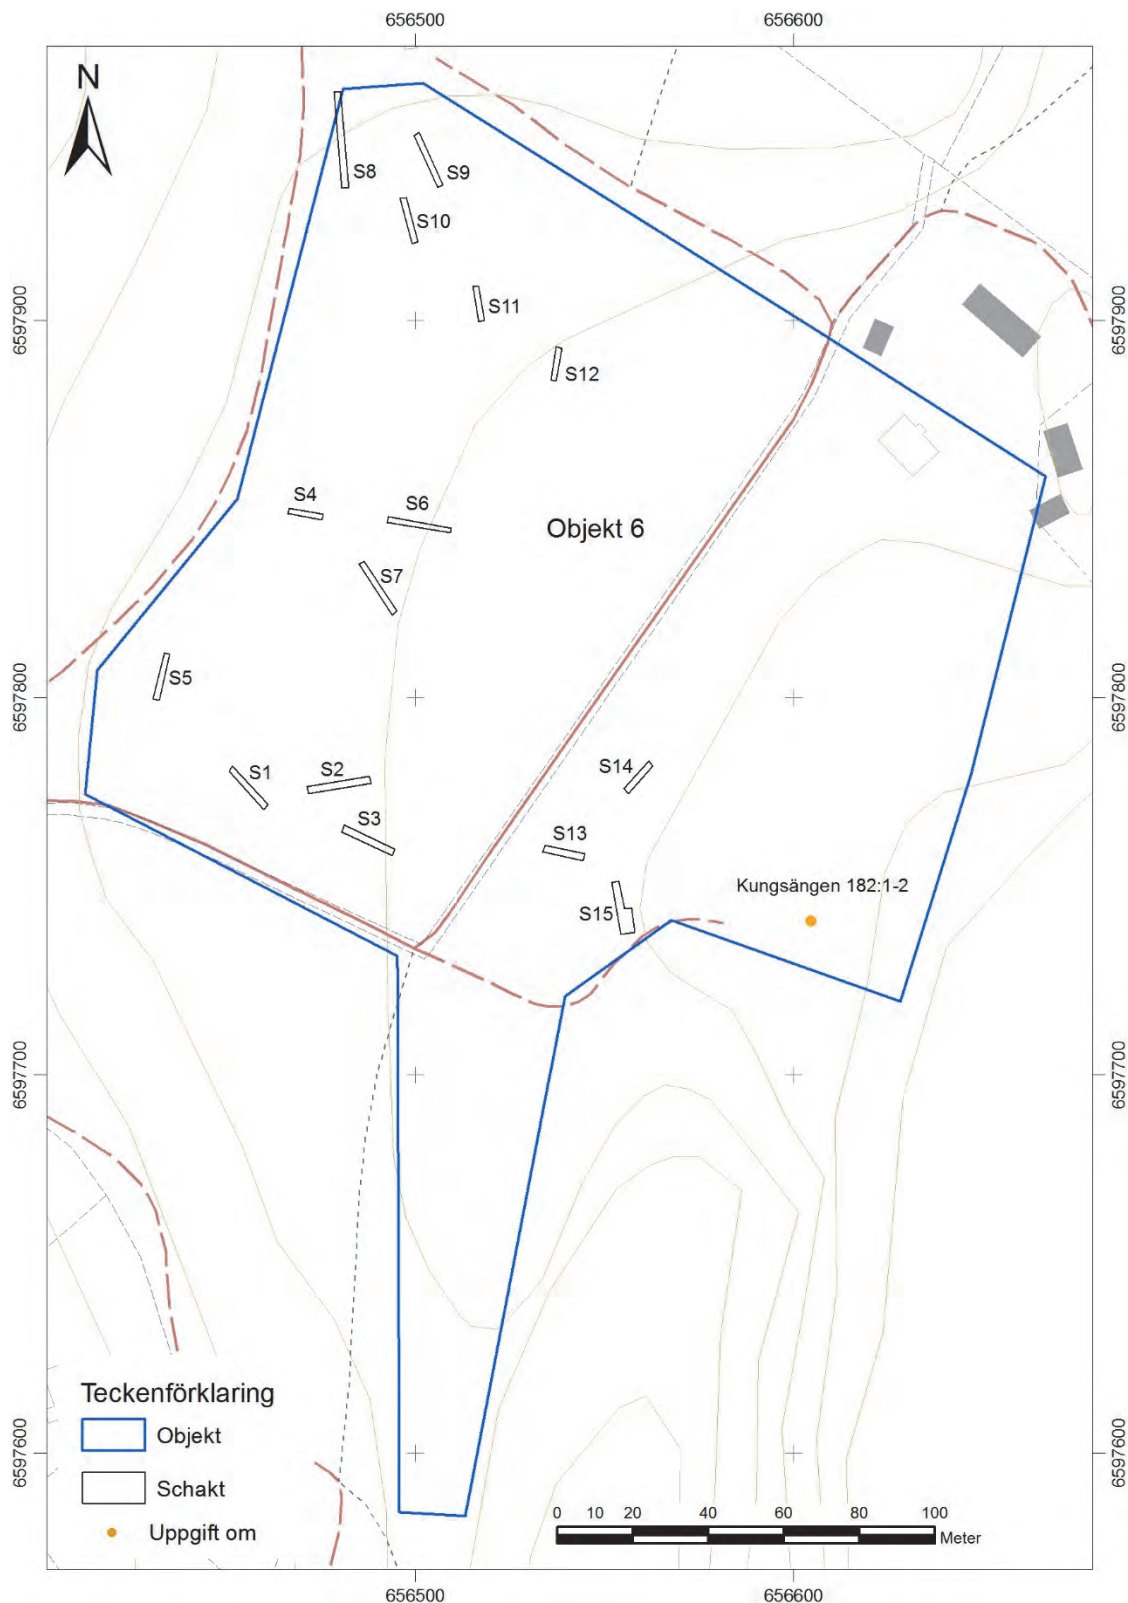 656500
656600
N
S8
S9
S10
6597900
S11
6597900
S12
S4
S6
Objekt 6
S7
S5
6597800
6597800
S1
S2
S14
S3
S13
Kungsängen 182:1-2
S15
6597700
6597700
Teckenförklaring
Objekt
6597600
6597600
Schakt
0 10 20 40 60 80 100
Uppgift om
Meter
656500
656600